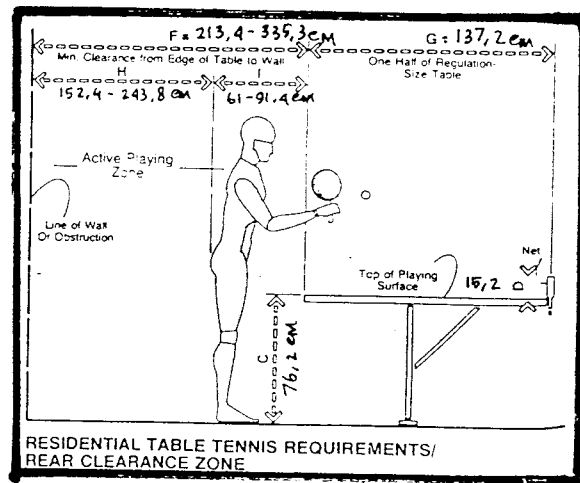 F = 213,4 - 335,3 cm
G = 137,2 cm
Min. Clearance from Edge of Table to Wall
One Half of Regulation-
Size Table
H
I
152,4 - 243,8 cm
61-91.4 cm
Active Playing
Zone
Line of Wall
Or Obstruction
Net
Top of Playing
Surface
15,2
D
C
76,2 cm
RESIDENTIAL TABLE TENNIS REQUIREMENTS/
REAR CLEARANCE ZONE